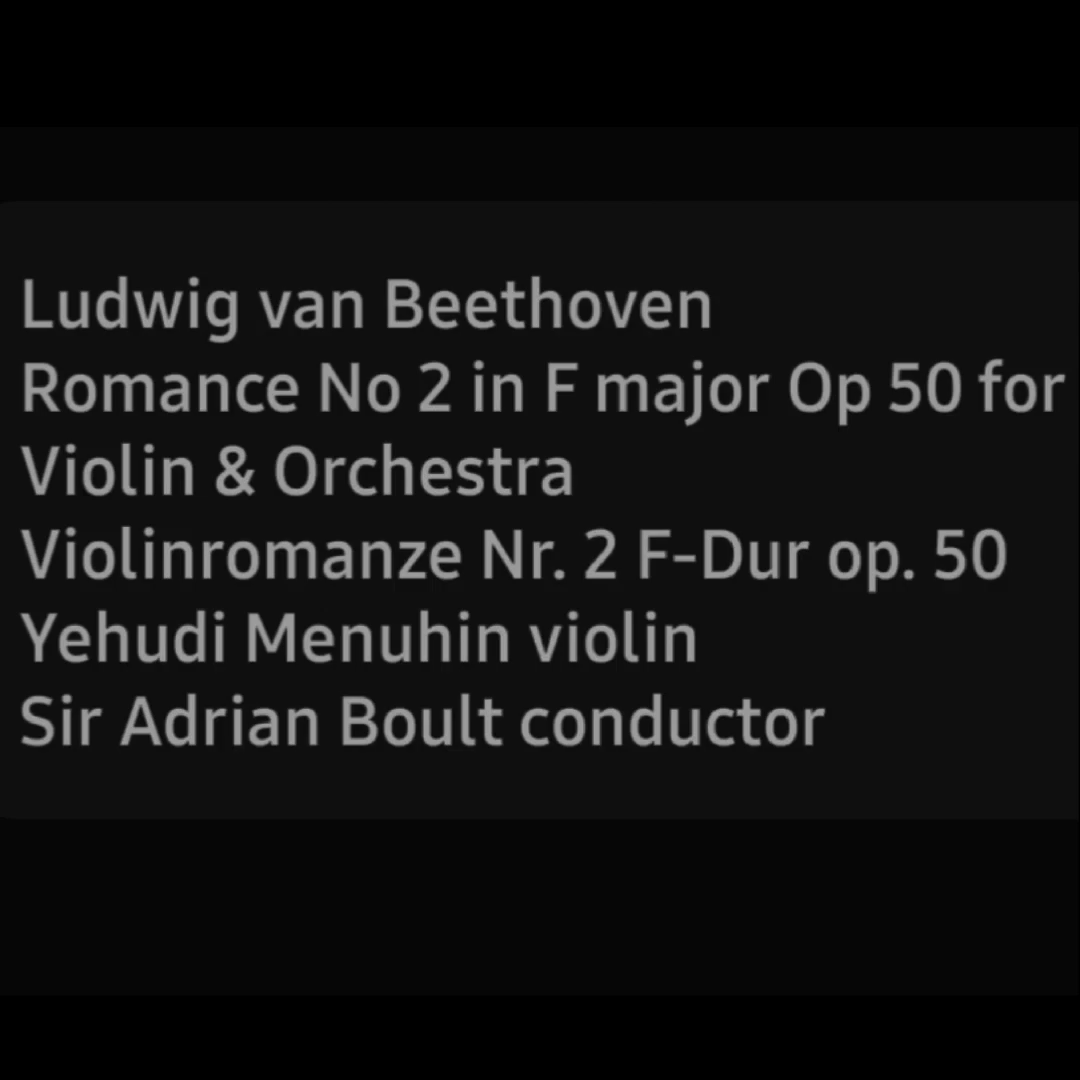 Ludwig van Beethoven
Romance No 2 in F major Op 50 for
Violin & Orchestra
Violinromanze Nr. 2 F-Dur op. 50
Yehudi Menuhin violin
Sir Adrian Boult conductor